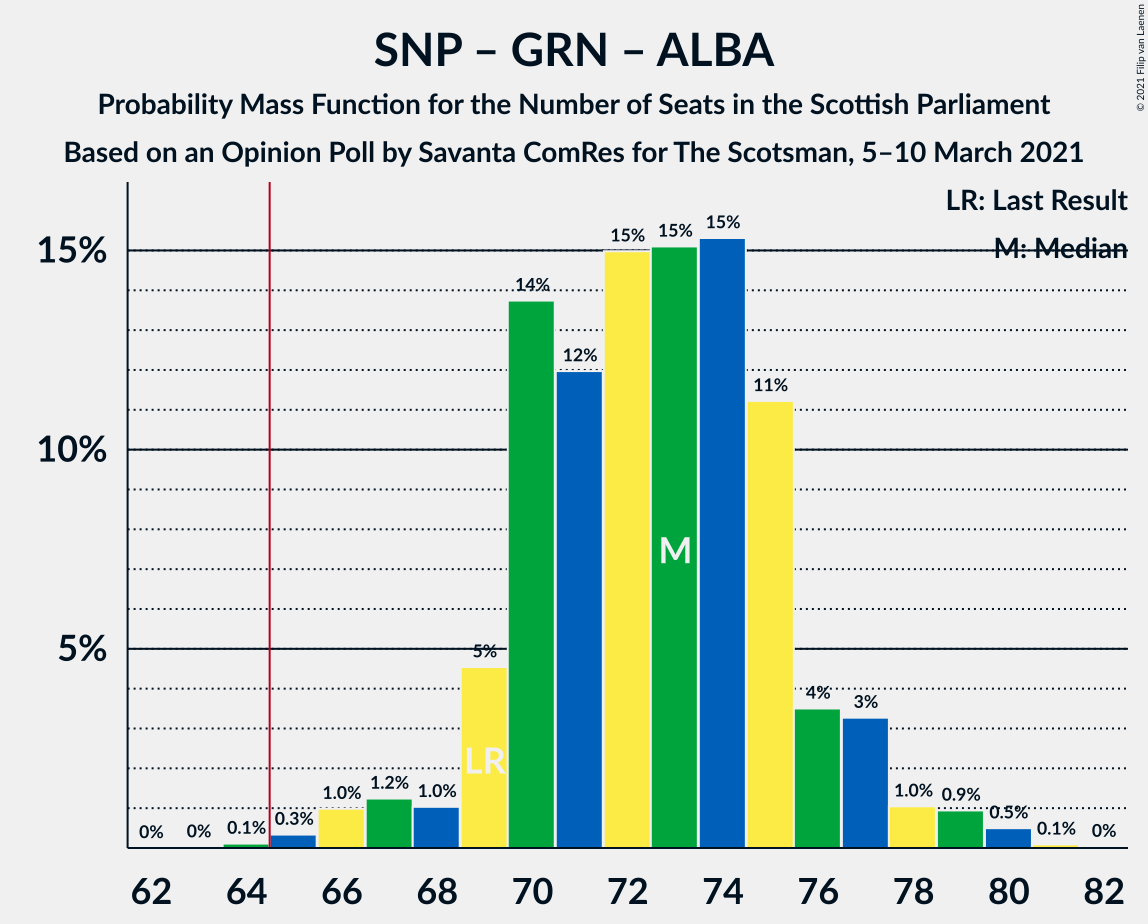 SNP – GRN – ALBA
Probability Mass Function for the Number of Seats in the Scottish Parliament
Based on an Opinion Poll by Savanta ComRes for The Scotsman, 5–10 March 2021
© 2021 Filip van Laenen
LR: Last Result
M: Median
15%
10%
5%
0% 0% 0.1% 0.3% 1.0% 1.2% 1.0% 5% 14% 12% 15% 15% 15% 11% 4% 3% 1.0% 0.9% 0.5% 0.1% 0%
M
LR
62 64 66 68 70 72 74 76 78 80 82